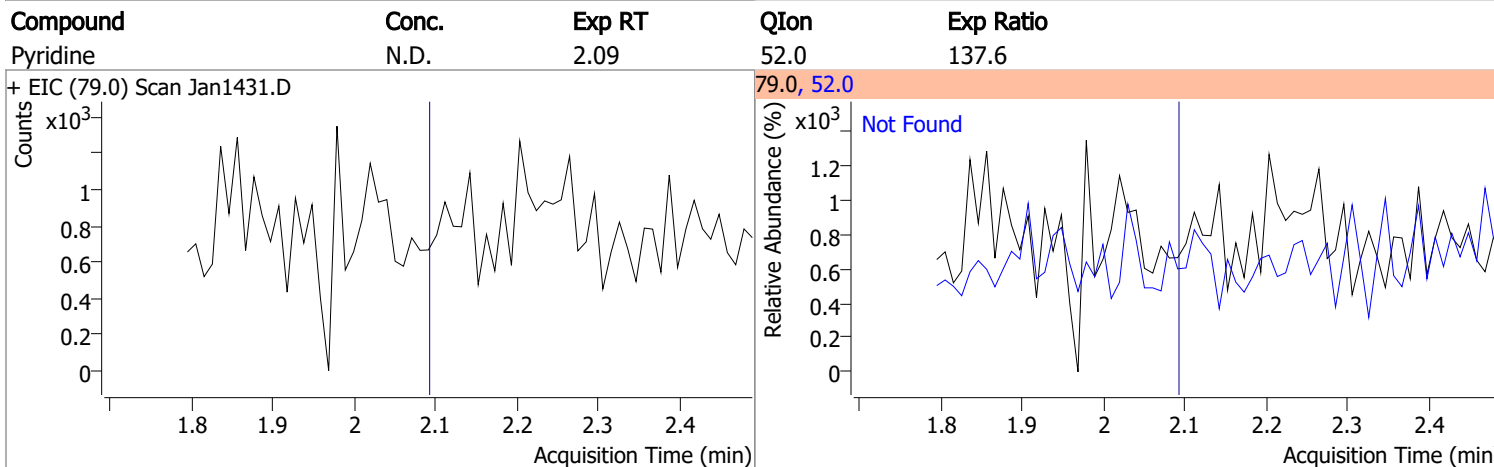 Compound Conc. Exp RT QIon Exp Ratio
Pyridine N.D. 2.09 52.0 137.6
+ EIC (79.0) Scan Jan1431.D
Counts
x10³
1
0.8
0.6
0.4
0.2
0
1.8 1.9 2 2.1 2.2 2.3 2.4
Acquisition Time (min)
79.0, 52.0
Relative Abundance (%)
x10³
Not Found
1.2
1
0.8
0.6
0.4
0.2
0
1.8 1.9 2 2.1 2.2 2.3 2.4
Acquisition Time (min